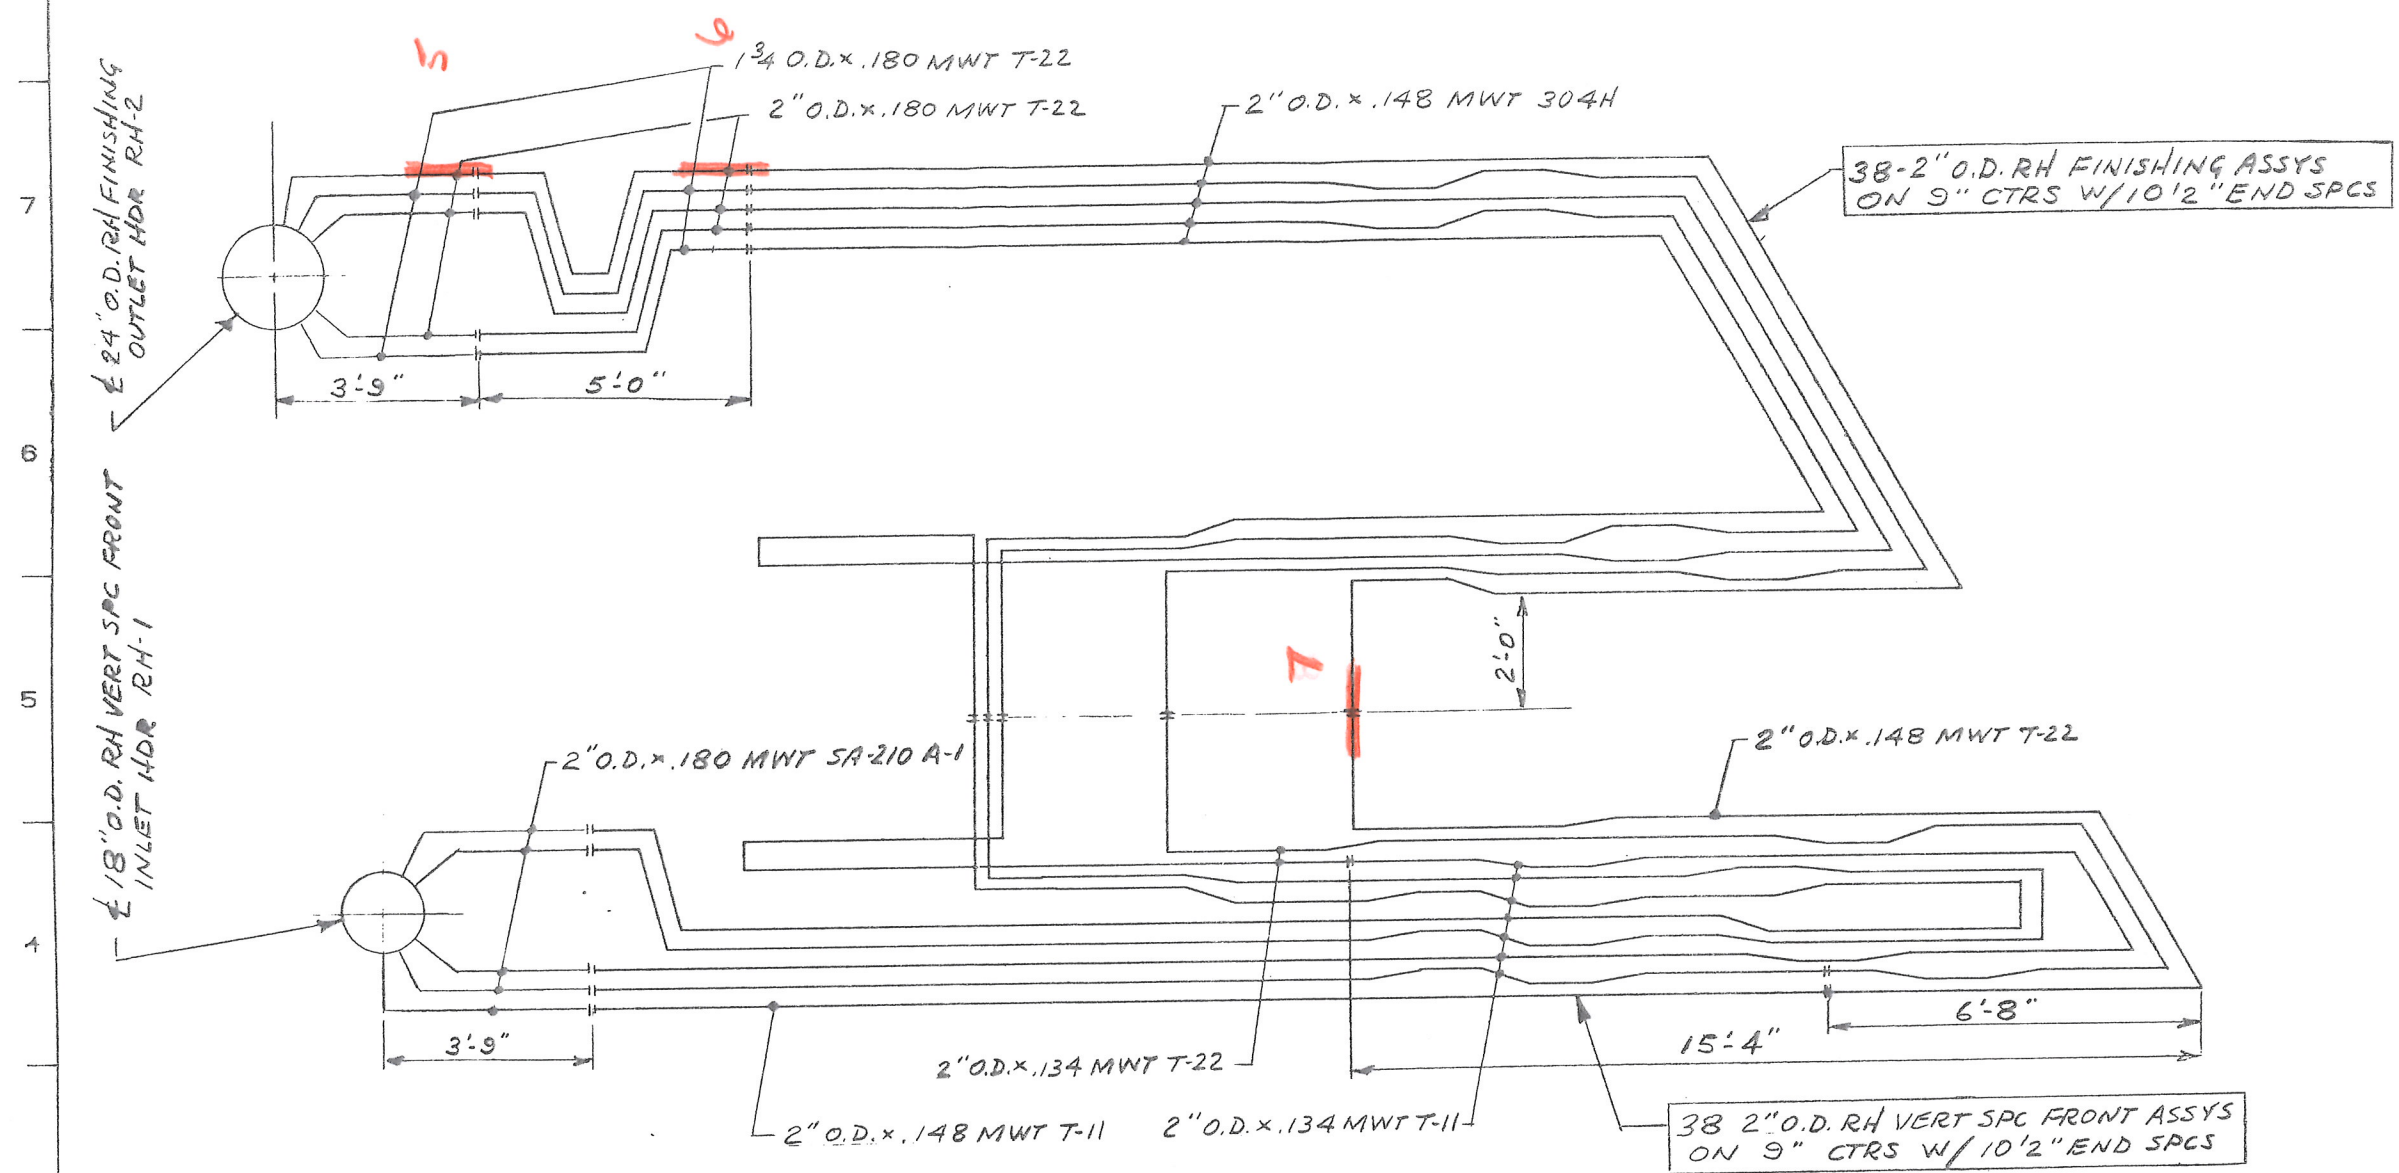 1 3/4 O.D. x .180 MWT T-22
2" O.D. x .180 MWT T-22
2" O.D. x .148 MWT 304H
38-2" O.D. RH FINISHING ASSYS
ON 9" CTRS W/10'2" END SPCS
℄ 24" O.D. RH FINISHING
OUTLET HDR RH-2
7
6
5
4
3'-9"
5'-0"
℄ 18" O.D. RH VERT SPC FRONT
INLET HDR RH-1
2'-0"
7
2" O.D. x .180 MWT SA-210 A-1
2" O.D. x .148 MWT T-22
3'-9"
6'-8"
15'-4"
2" O.D. x .134 MWT T-22
2" O.D. x .148 MWT T-11
2" O.D. x .134 MWT T-11
38 2" O.D. RH VERT SPC FRONT ASSYS
ON 9" CTRS W/ 10'2" END SPCS